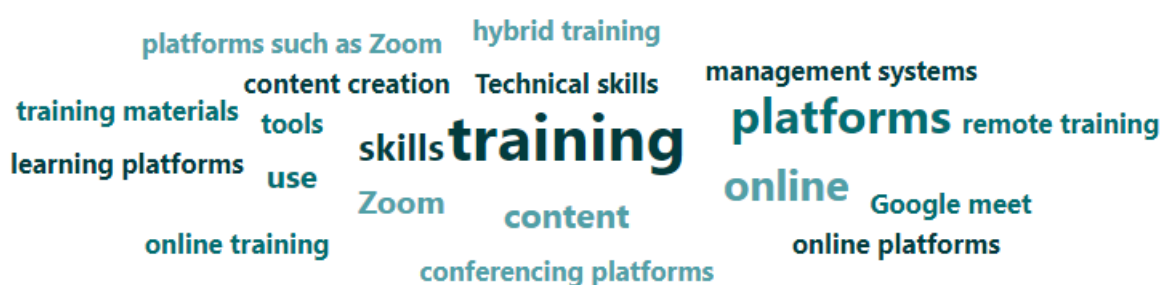 hybrid training
platforms such as Zoom
management systems
content creation
Technical skills
training materials
tools
platforms
remote training
skills
training
learning platforms
use
online
Zoom
content
Google meet
online training
online platforms
conferencing platforms